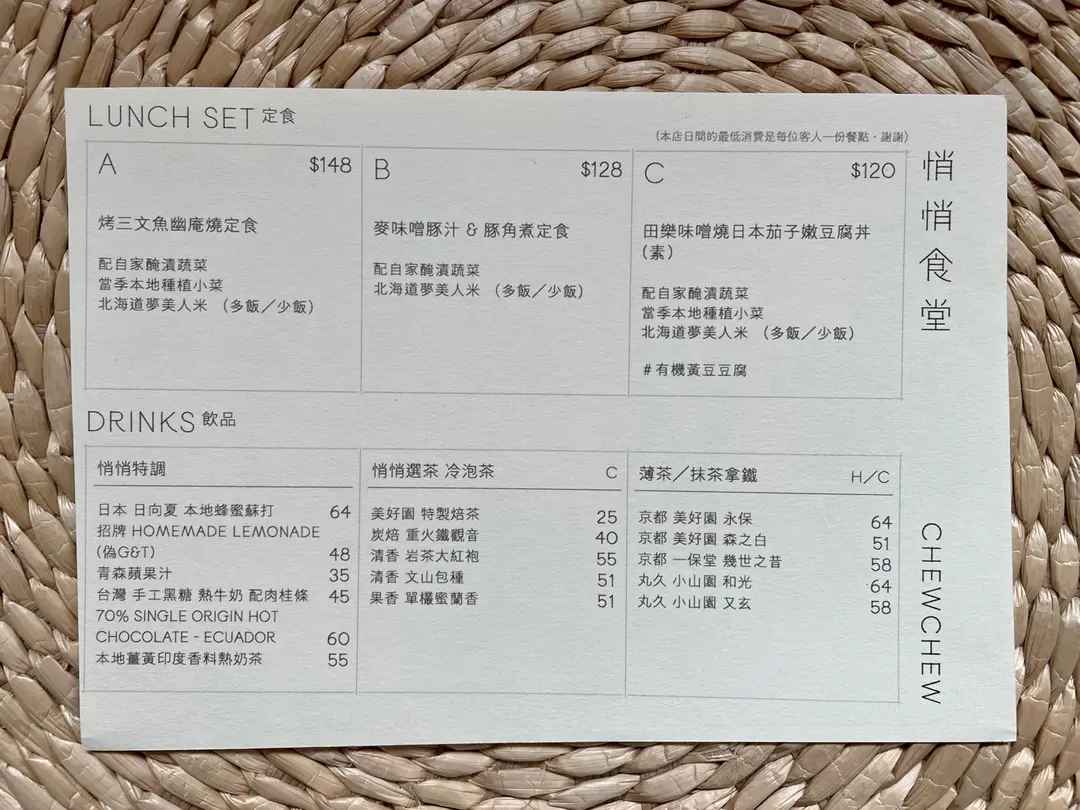 LUNCH SET 定食
(本店日間的最低消費是每位客人一份餐點，謝謝)
A $148
烤三文魚幽庵燒定食
配自家醃漬蔬菜
當季本地種植小菜
北海道夢美人米 （多飯／少飯）
B $128
麥味噌豚汁 & 豚角煮定食
配自家醃漬蔬菜
北海道夢美人米 （多飯／少飯）
C $120
田樂味噌燒日本茄子嫩豆腐丼
（素）
配自家醃漬蔬菜
當季本地種植小菜
北海道夢美人米 （多飯／少飯）
#有機黃豆豆腐
悄悄食堂
DRINKS 飲品
悄悄特調
日本 日向夏 本地蜂蜜蘇打 64
招牌 HOMEMADE LEMONADE
(偽G&T) 48
青森蘋果汁 35
台灣 手工黑糖 熱牛奶 配肉桂條 45
70% SINGLE ORIGIN HOT
CHOCOLATE - ECUADOR 60
本地薑黃印度香料熱奶茶 55
悄悄選茶 冷泡茶 C
美好園 特製焙茶 25
炭焙 重火鐵觀音 40
清香 岩茶大紅袍 55
清香 文山包種 51
果香 單欉蜜蘭香 51
薄茶／抹茶拿鐵 H/C
京都 美好園 永保 64
京都 美好園 森之白 51
京都 一保堂 幾世之昔 58
丸久 小山園 和光 64
丸久 小山園 又玄 58
CHEWCHEW